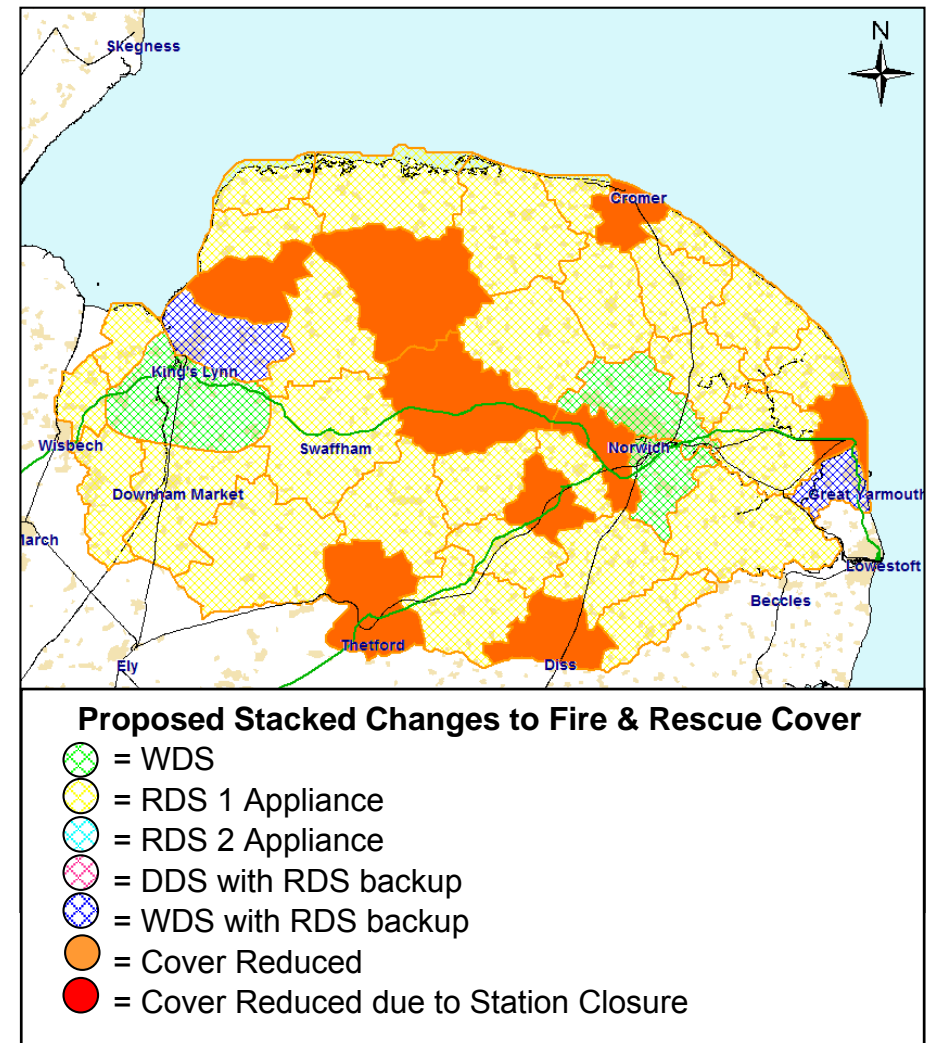 Skegness
N
Cromer
King's Lynn
Wisbech
Swaffham
Norwich
Downham Market
Great Yarmouth
March
Lowestoft
Beccles
Thetford
Diss
Ely
Proposed Stacked Changes to Fire & Rescue Cover
= WDS
= RDS 1 Appliance
= RDS 2 Appliance
= DDS with RDS backup
= WDS with RDS backup
= Cover Reduced
= Cover Reduced due to Station Closure